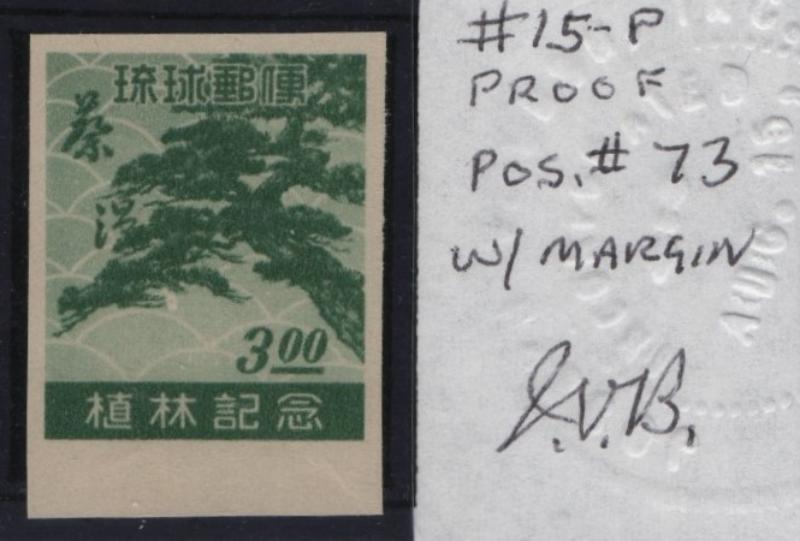 琉球郵便
蔡温
3.00
植林記念
#15-P
PROOF
POS.# 73
W/ MARGIN
J.V.B.